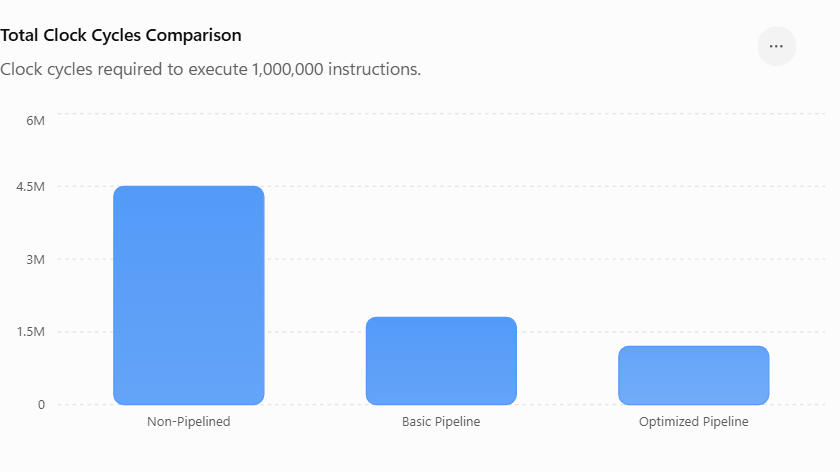 Total Clock Cycles Comparison
...
Clock cycles required to execute 1,000,000 instructions.
6M
4.5M
3M
1.5M
0
Non-Pipelined
Basic Pipeline
Optimized Pipeline